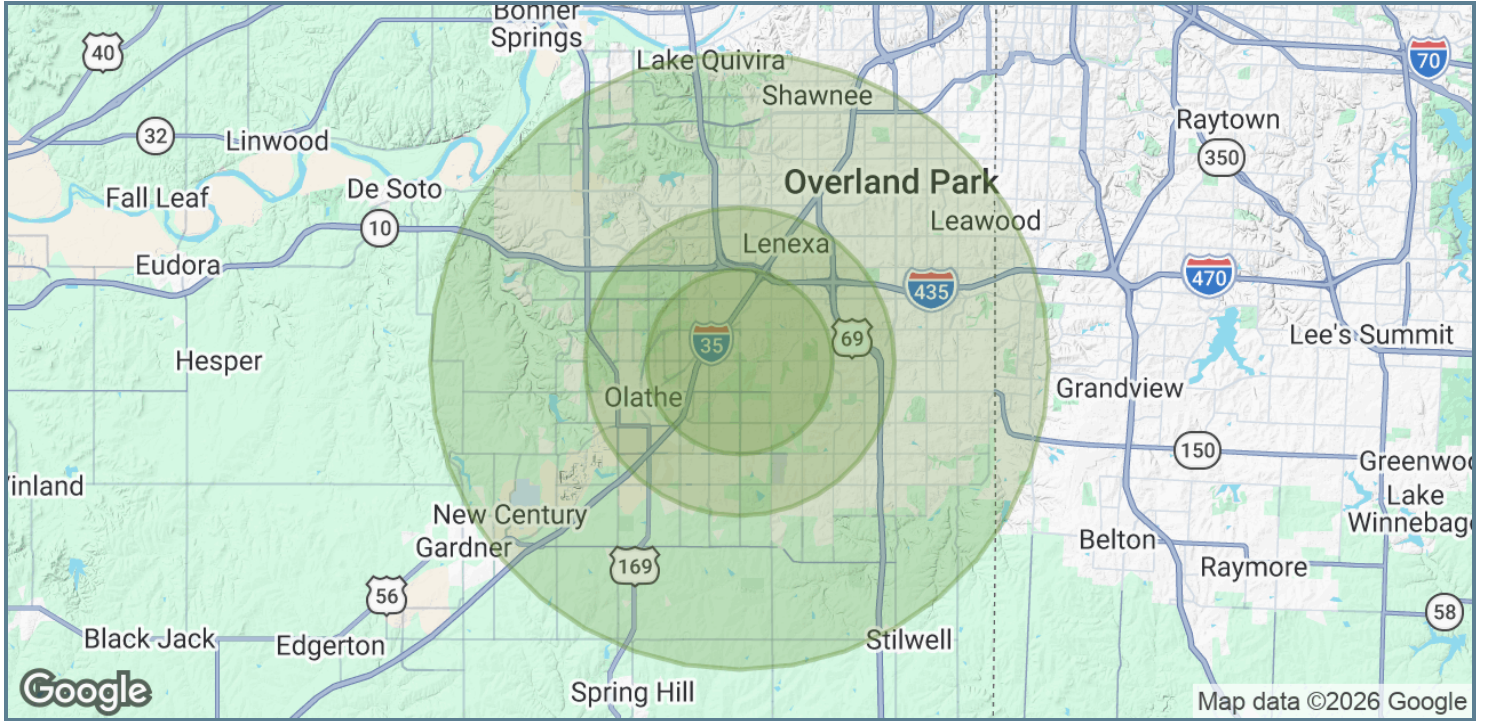 Bonner
Springs
40
Lake Quivira
70
Shawnee
Raytown
32
Linwood
350
Overland Park
De Soto
Fall Leaf
Leawood
10
Lenexa
Eudora
470
435
69
35
Lee's Summit
Hesper
Grandview
Olathe
150
Greenwoo
Vinland
Lake
Winnebag
New Century
Gardner
Belton
169
Raymore
56
58
Black Jack
Edgerton
Stilwell
Spring Hill
Google
Map data ©2026 Google